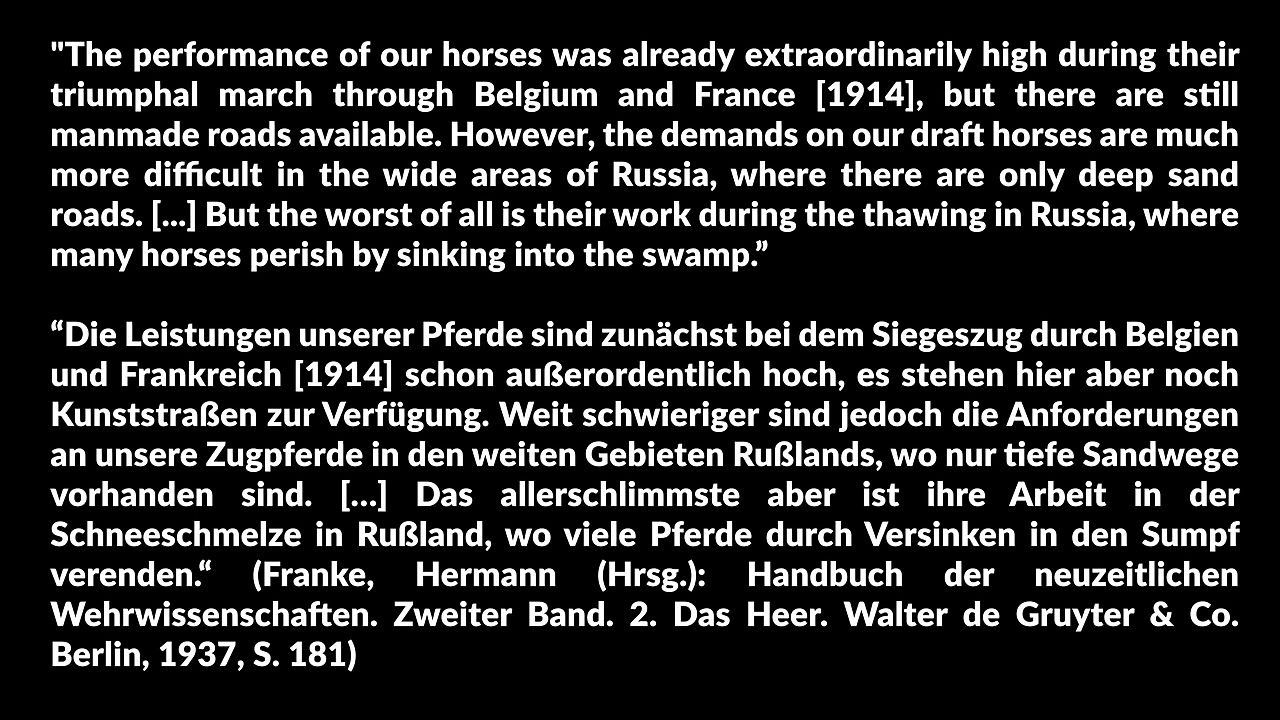 "The performance of our horses was already extraordinarily high during their
triumphal march through Belgium and France [1914], but there are still
manmade roads available. However, the demands on our draft horses are much
more difficult in the wide areas of Russia, where there are only deep sand
roads. [...] But the worst of all is their work during the thawing in Russia, where
many horses perish by sinking into the swamp.”
“Die Leistungen unserer Pferde sind zunächst bei dem Siegeszug durch Belgien
und Frankreich [1914] schon außerordentlich hoch, es stehen hier aber noch
Kunststraßen zur Verfügung. Weit schwieriger sind jedoch die Anforderungen
an unsere Zugpferde in den weiten Gebieten Rußlands, wo nur tiefe Sandwege
vorhanden sind. [...] Das allerschlimmste aber ist ihre Arbeit in der
Schneeschmelze in Rußland, wo viele Pferde durch Versinken in den Sumpf
verenden.“ (Franke, Hermann (Hrsg.): Handbuch der neuzeitlichen
Wehrwissenschaften. Zweiter Band. 2. Das Heer. Walter de Gruyter & Co.
Berlin, 1937, S. 181)